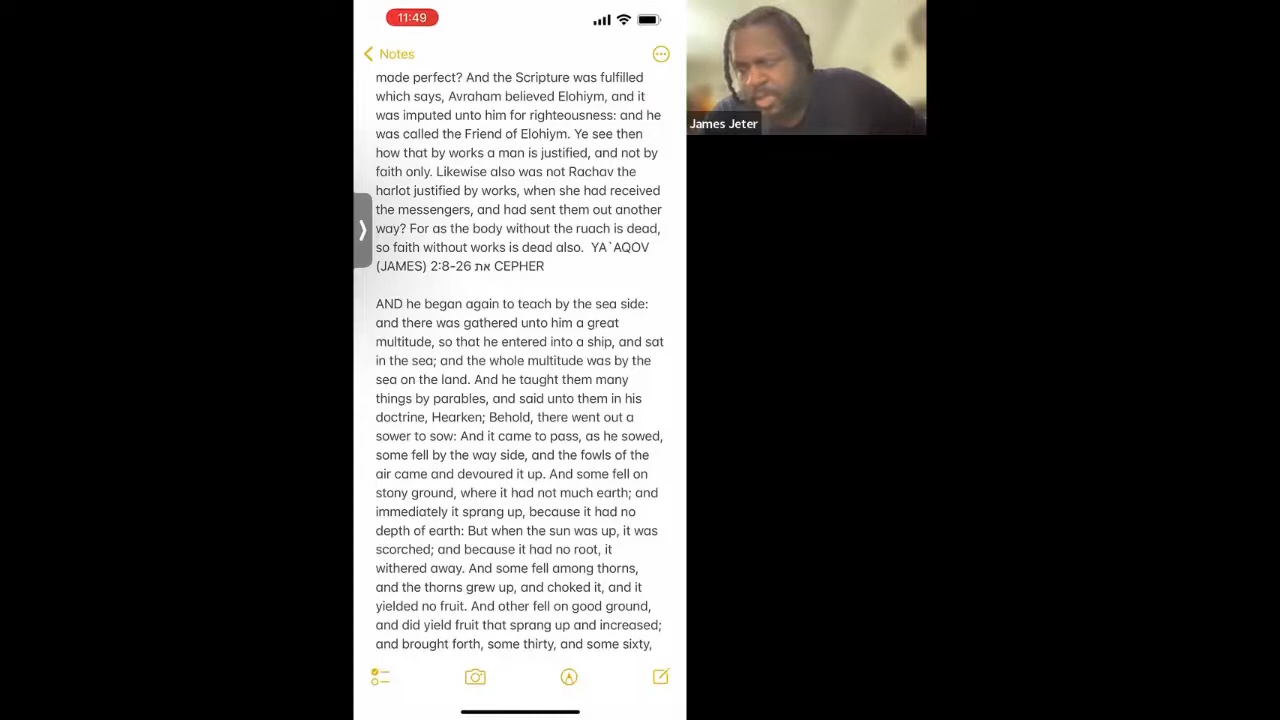 11:49
Notes
made perfect? And the Scripture was fulfilled
which says, Avraham believed Elohiym, and it
was imputed unto him for righteousness: and he
was called the Friend of Elohiym. Ye see then
how that by works a man is justified, and not by
faith only. Likewise also was not Rachav the
harlot justified by works, when she had received
the messengers, and had sent them out another
way? For as the body without the ruach is dead,
so faith without works is dead also.  YA`AQOV
(JAMES) 2:8-26 את CEPHER
AND he began again to teach by the sea side:
and there was gathered unto him a great
multitude, so that he entered into a ship, and sat
in the sea; and the whole multitude was by the
sea on the land. And he taught them many
things by parables, and said unto them in his
doctrine, Hearken; Behold, there went out a
sower to sow: And it came to pass, as he sowed,
some fell by the way side, and the fowls of the
air came and devoured it up. And some fell on
stony ground, where it had not much earth; and
immediately it sprang up, because it had no
depth of earth: But when the sun was up, it was
scorched; and because it had no root, it
withered away. And some fell among thorns,
and the thorns grew up, and choked it, and it
yielded no fruit. And other fell on good ground,
and did yield fruit that sprang up and increased;
and brought forth, some thirty, and some sixty,
James Jeter